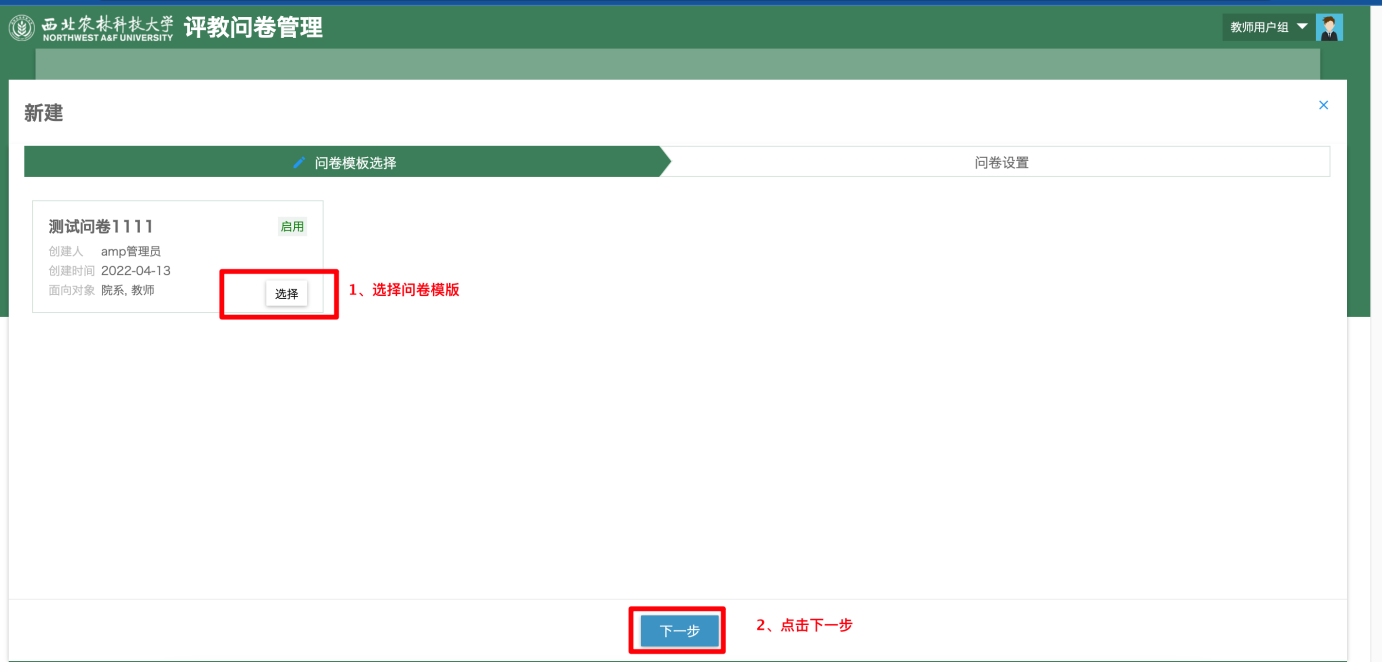 西北农林科技大学 评教问卷管理
NORTHWEST A&F UNIVERSITY
教师用户组
新建
问卷模板选择
问卷设置
测试问卷1111
启用
创建人 amp管理员
创建时间 2022-04-13
面向对象 院系, 教师
选择
1、选择问卷模版
下一步
2、点击下一步